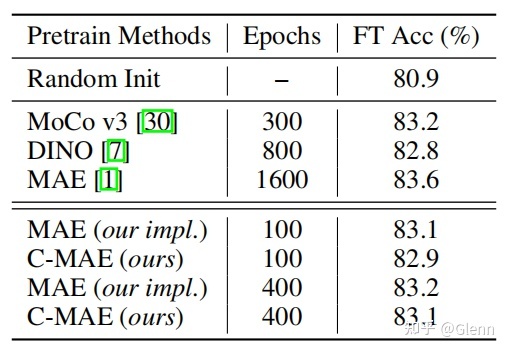 Pretrain Methods Epochs FT Acc (%)
Random Init – 80.9
MoCo v3 [30] 300 83.2
DINO [7] 800 82.8
MAE [1] 1600 83.6
MAE (our impl.) 100 83.1
C-MAE (ours) 100 82.9
MAE (our impl.) 400 83.2
C-MAE (ours) 400 83.1
知乎 @Glenn